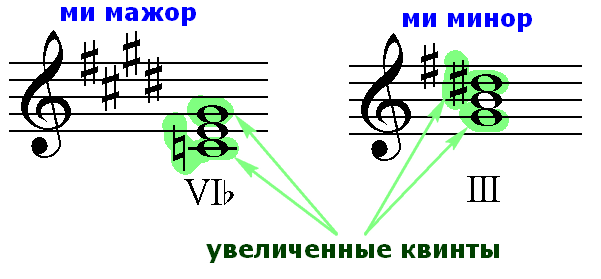 ми мажор
ми минор
VI♭
III
увеличенные квинты